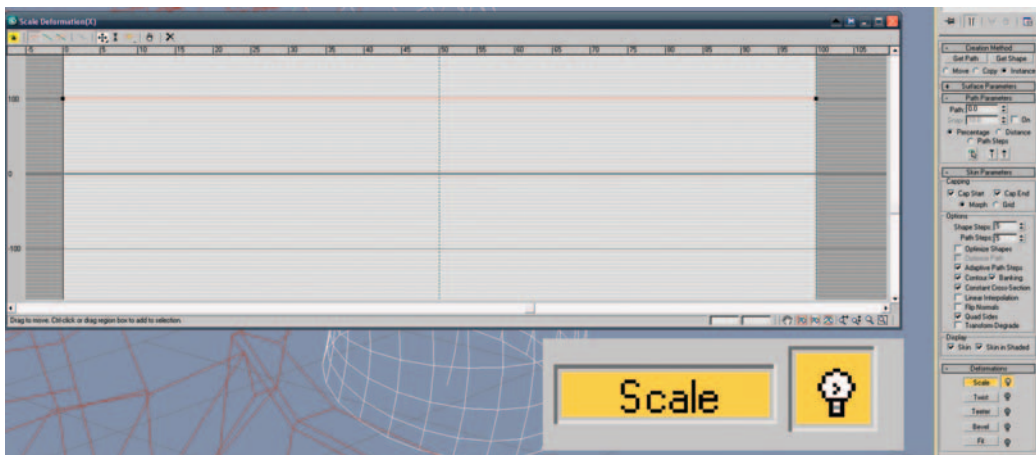 Scale Deformation(X)
-5 0 5 10 15 20 25 30 35 40 45 50 55 60 65 70 75 80 85 90 95 100 105
100
0
-100
Drag to move. Ctrl-click or drag region box to add to selection.
Scale
- Creation Method
Get Path Get Shape
Move Copy Instance
+ Surface Parameters
- Path Parameters
Path: 0.0
Snap: On
Percentage Distance
Path Steps
- Skin Parameters
Capping
Cap Start Cap End
Morph Grid
Options
Shape Steps: 5
Path Steps: 5
Optimize Shapes
Optimize Path
Adaptive Path Steps
Contour Banking
Constant Cross-Section
Linear Interpolation
Flip Normals
Quad Sides
Transform Degrade
Display
Skin Skin in Shaded
- Deformations
Scale
Twist
Teeter
Bevel
Fit